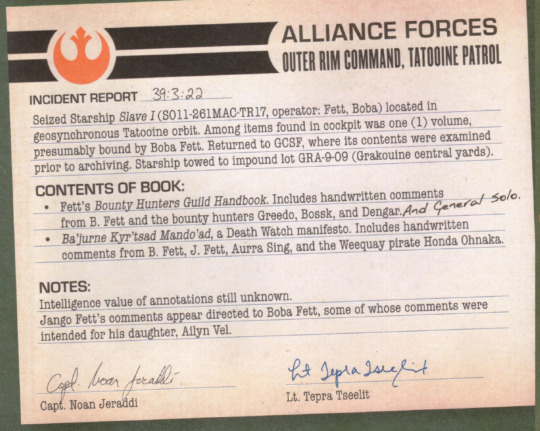 ALLIANCE FORCES
OUTER RIM COMMAND, TATOOINE PATROL
INCIDENT REPORT 39:3:22
Seized Starship Slave I (S011-261MAC-TR17, operator: Fett, Boba) located in
geosynchronous Tatooine orbit. Among items found in cockpit was one (1) volume,
presumably bound by Boba Fett. Returned to GCSF, where its contents were examined
prior to archiving. Starship towed to impound lot GRA-9-09 (Grakouine central yards).
CONTENTS OF BOOK:
• Fett's Bounty Hunters Guild Handbook. Includes handwritten comments
from B. Fett and the bounty hunters Greedo, Bossk, and Dengar. And General Solo.
• Ba'jurne Kyr'tsad Mando'ad, a Death Watch manifesto. Includes handwritten
comments from B. Fett, J. Fett, Aurra Sing, and the Weequay pirate Honda Ohnaka.
NOTES:
Intelligence value of annotations still unknown.
Jango Fett's comments appear directed to Boba Fett, some of whose comments were
intended for his daughter, Ailyn Vel.
Capt. Noan Jeraddi Lt Tepra Tseelit
Capt. Noan Jeraddi Lt. Tepra Tseelit